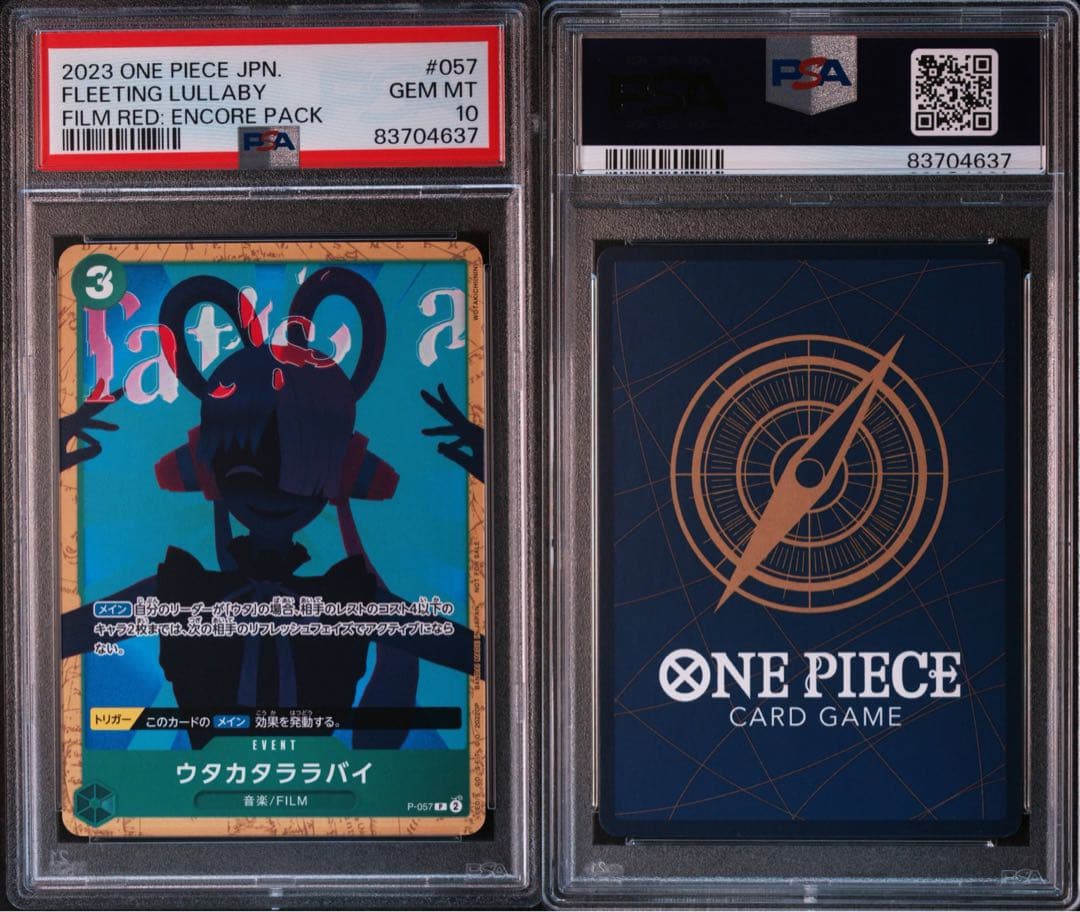 2023 ONE PIECE JPN.
#057
FLEETING LULLABY
GEM MT
FILM RED: ENCORE PACK
10
PSA
83704637
PSA
PSA
83704637
3
メイン 自分のリーダーが「ウタ」の場合、相手のレストのコスト4以下の
キャラ2枚までは、次の相手のリフレッシュフェイズでアクティブになら
ない。
トリガー このカードの メイン 効果を発動する。
EVENT
ウタカタララバイ
音楽/FILM
P-057 P 2
ONE PIECE
CARD GAME
PSA
PSA